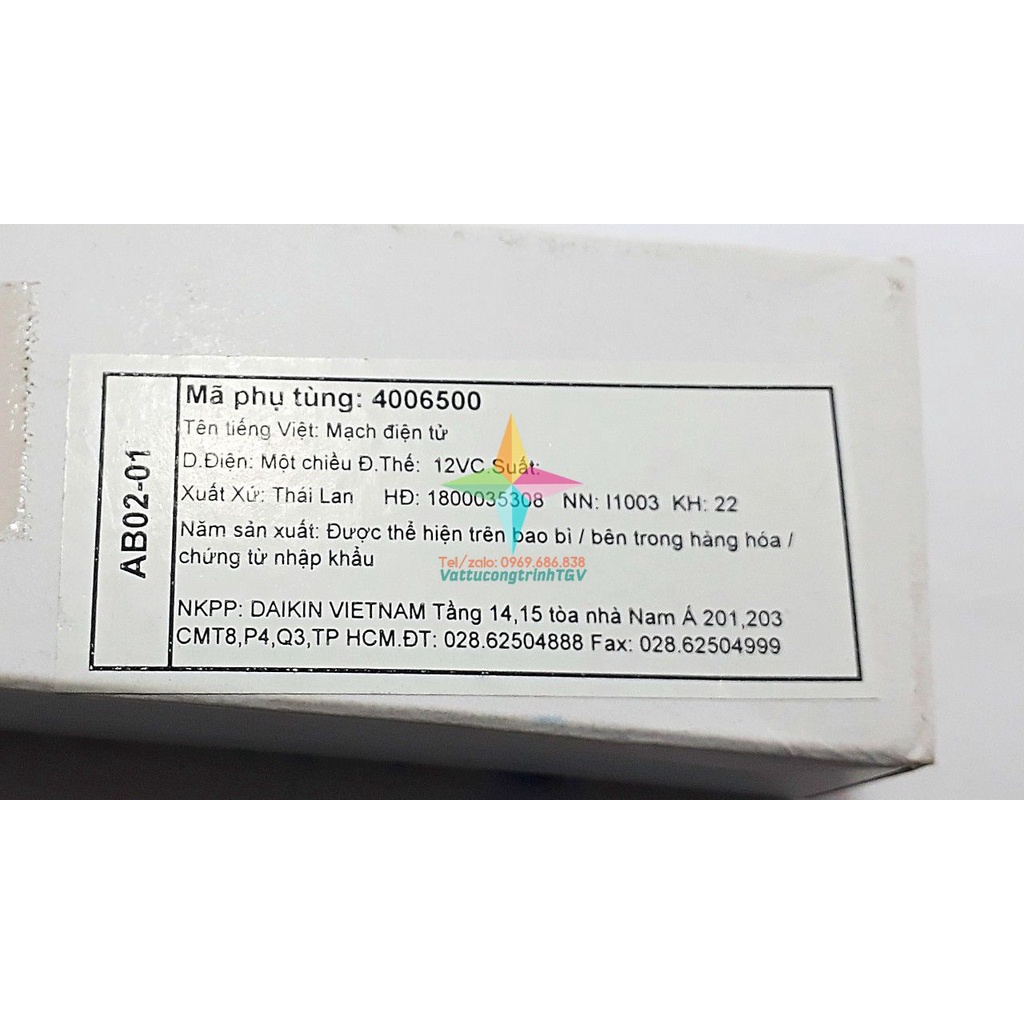 AB02-01
Mã phụ tùng: 4006500
Tên tiếng Việt: Mạch điện tử
D.Điện: Một chiều Đ.Thế: 12VC.Suất:
Xuất Xứ: Thái Lan HĐ: 1800035308 NN: I1003 KH: 22
Năm sản xuất: Được thể hiện trên bao bì / bên trong hàng hóa /
chứng từ nhập khẩu
Tel/zalo: 0969.686.838
VattucongtrinhTGV
NKPP: DAIKIN VIETNAM Tầng 14,15 tòa nhà Nam Á 201,203
CMT8,P4,Q3,TP HCM.ĐT: 028.62504888 Fax: 028.62504999